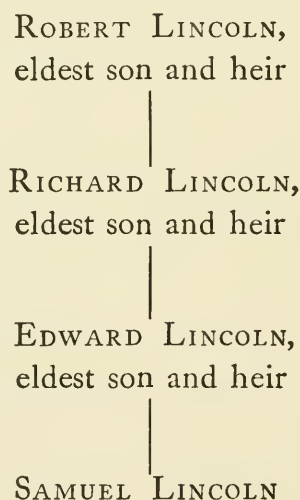 ROBERT LINCOLN,
eldest son and heir
RICHARD LINCOLN,
eldest son and heir
EDWARD LINCOLN,
eldest son and heir
SAMUEL LINCOLN